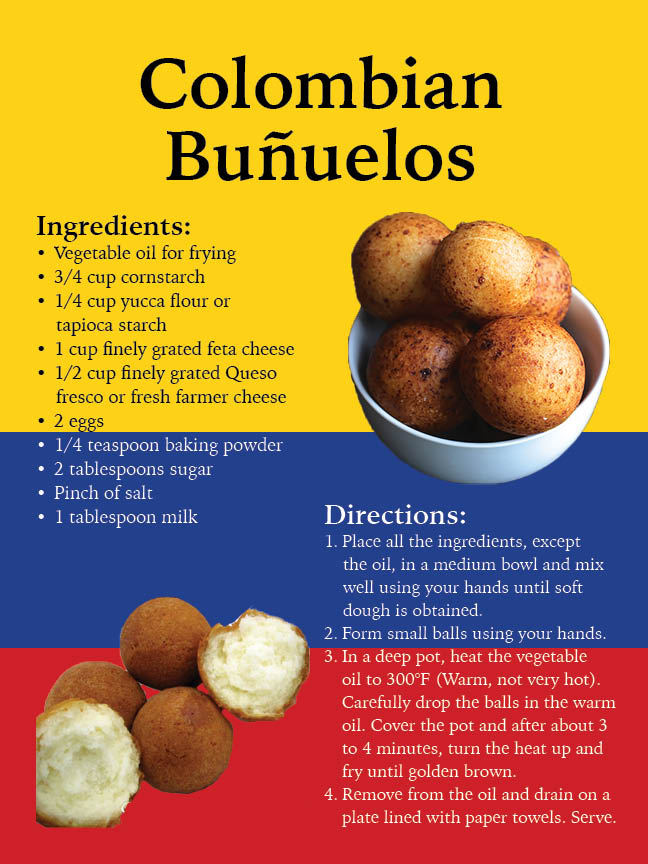 Colombian
Buñuelos
Ingredients:
• Vegetable oil for frying
• 3/4 cup cornstarch
• 1/4 cup yucca flour or
tapioca starch
• 1 cup finely grated feta cheese
• 1/2 cup finely grated Queso
fresco or fresh farmer cheese
• 2 eggs
• 1/4 teaspoon baking powder
• 2 tablespoons sugar
• Pinch of salt
• 1 tablespoon milk
Directions:
1. Place all the ingredients, except
the oil, in a medium bowl and mix
well using your hands until soft
dough is obtained.
2. Form small balls using your hands.
3. In a deep pot, heat the vegetable
oil to 300°F (Warm, not very hot).
Carefully drop the balls in the warm
oil. Cover the pot and after about 3
to 4 minutes, turn the heat up and
fry until golden brown.
4. Remove from the oil and drain on a
plate lined with paper towels. Serve.